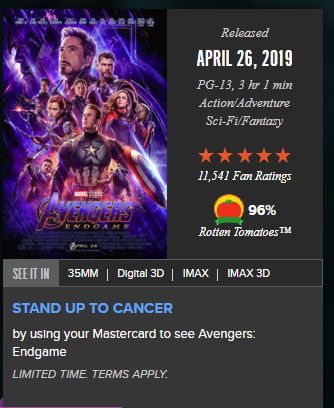 MARVEL STUDIOS
AVENGERS
ENDGAME
APRIL 26
Released
APRIL 26, 2019
PG-13, 3 hr 1 min
Action/Adventure
Sci-Fi/Fantasy
11,541 Fan Ratings
96%
Rotten Tomatoes™
SEE IT IN 35MM | Digital 3D | IMAX | IMAX 3D
STAND UP TO CANCER
by using your Mastercard to see Avengers:
Endgame
LIMITED TIME. TERMS APPLY.